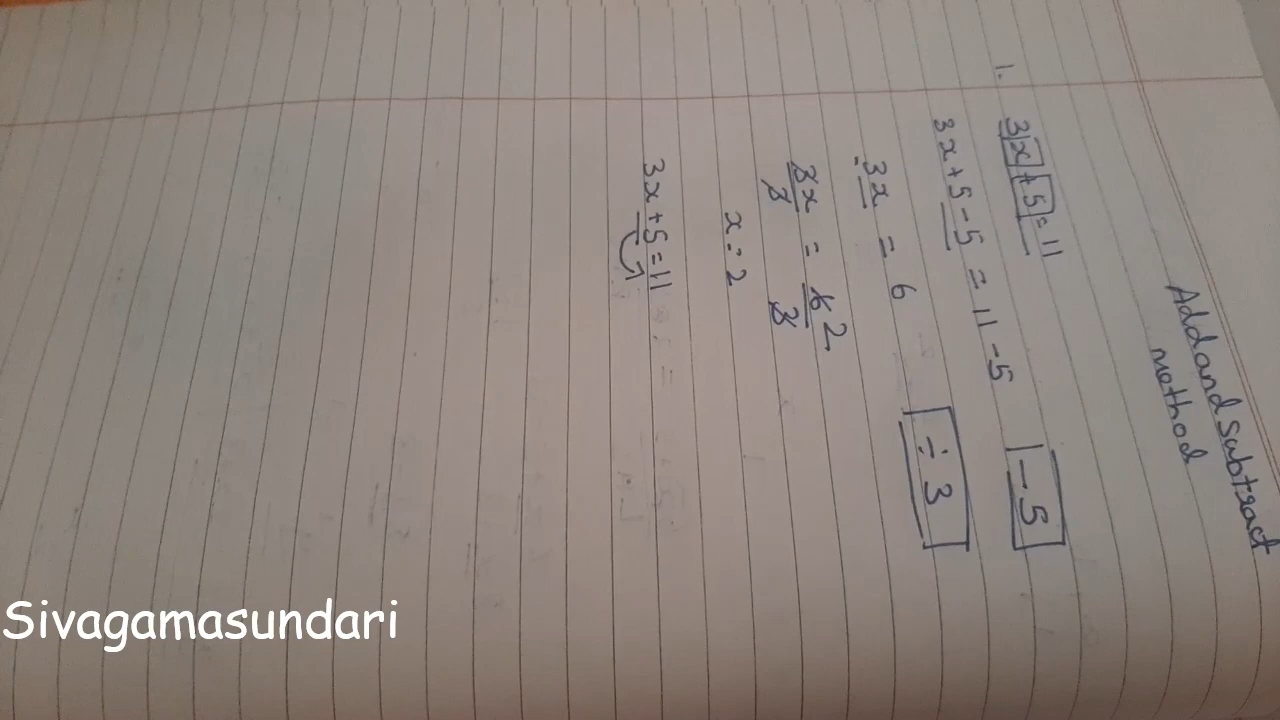 Add and Subtract
method
1. 3x + 5 = 11 | - 5
3x + 5 - 5 = 11 - 5
3x = 6 ÷ 3
3x/3 = 6/3 2
x = 2
3x + 5 = 11
Sivagamasundari